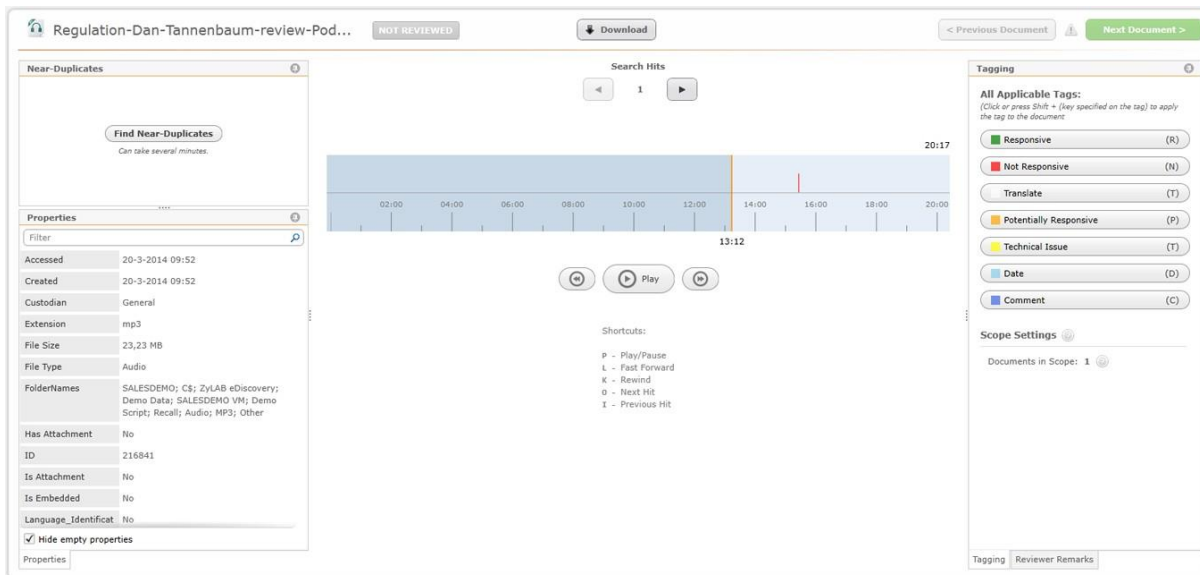 Regulation-Dan-Tannenbaum-review-Pod...
NOT REVIEWED
Download
< Previous Document
Next Document >
Near-Duplicates
Find Near-Duplicates
Can take several minutes.
Properties
Filter
Accessed 20-3-2014 09:52
Created 20-3-2014 09:52
Custodian General
Extension mp3
File Size 23,23 MB
File Type Audio
FolderNames SALESDEMO; C$; ZyLAB eDiscovery;
Demo Data; SALESDEMO VM; Demo
Script; Recall; Audio; MP3; Other
Has Attachment No
ID 216841
Is Attachment No
Is Embedded No
Language_Identificat No
Hide empty properties
Properties
Search Hits
1
20:17
02:00 04:00 06:00 08:00 10:00 12:00 14:00 16:00 18:00 20:00
13:12
Play
Shortcuts:
P - Play/Pause
L - Fast Forward
K - Rewind
O - Next Hit
I - Previous Hit
Tagging
All Applicable Tags:
(Click or press Shift + (key specified on the tag) to apply
the tag to the document
Responsive (R)
Not Responsive (N)
Translate (T)
Potentially Responsive (P)
Technical Issue (T)
Date (D)
Comment (C)
Scope Settings
Documents in Scope: 1
Tagging Reviewer Remarks